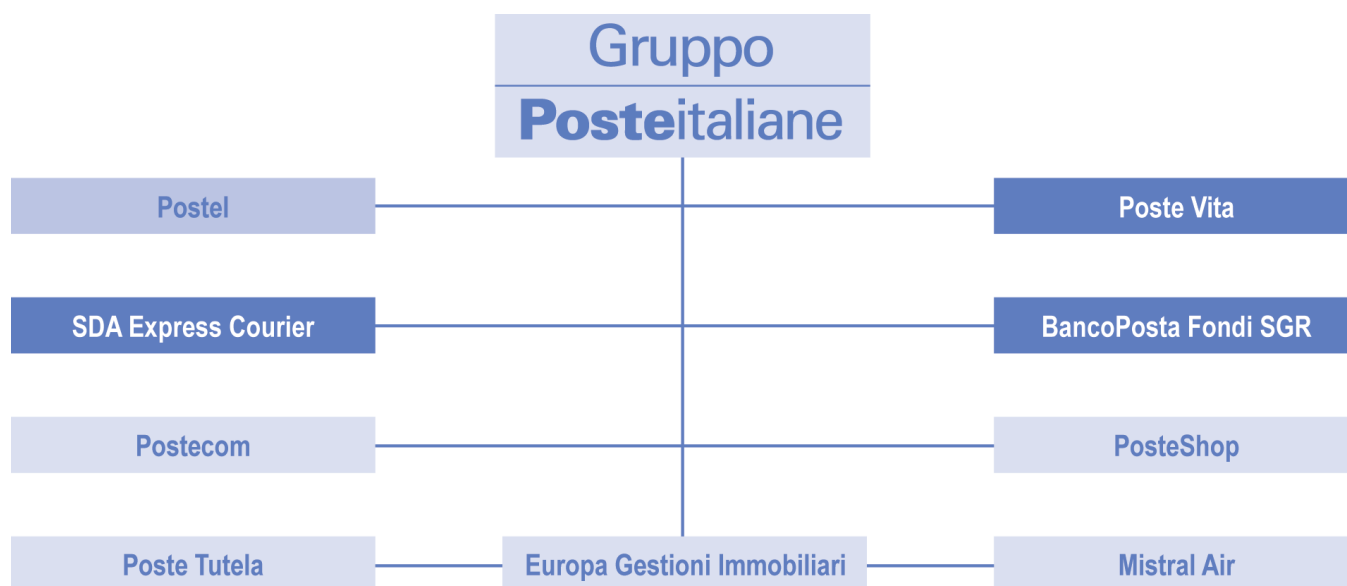 Gruppo
Posteitaliane
Postel
Poste Vita
SDA Express Courier
BancoPosta Fondi SGR
Postecom
PosteShop
Poste Tutela
Europa Gestioni Immobiliari
Mistral Air